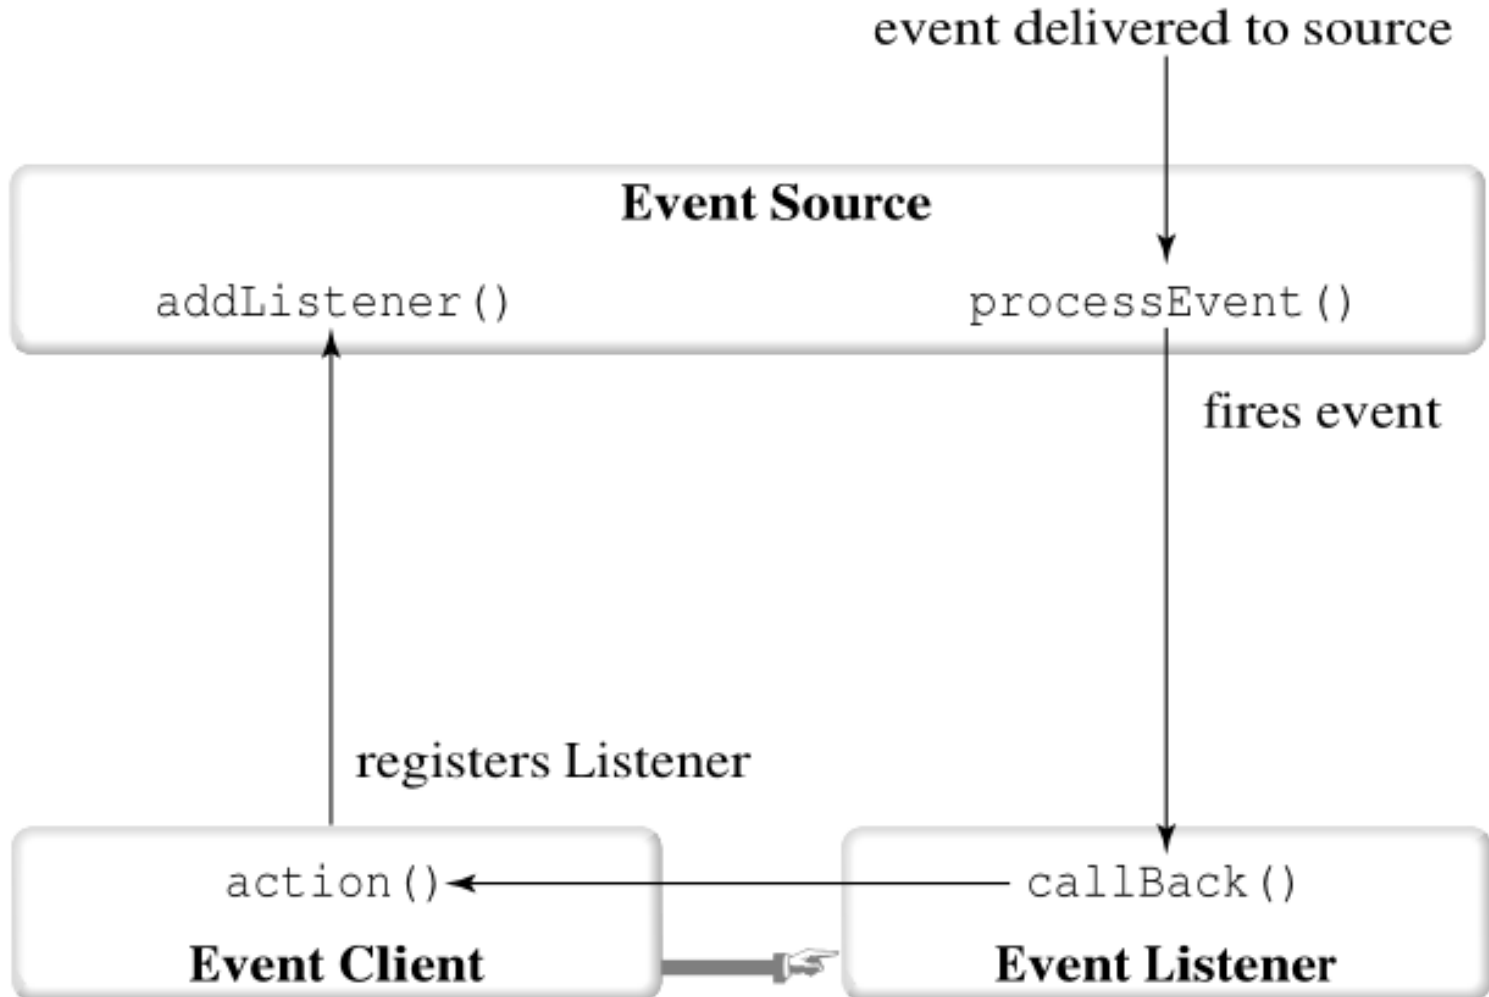 event delivered to source
Event Source
addListener()
processEvent()
fires event
registers Listener
action()
callBack()
Event Client
Event Listener